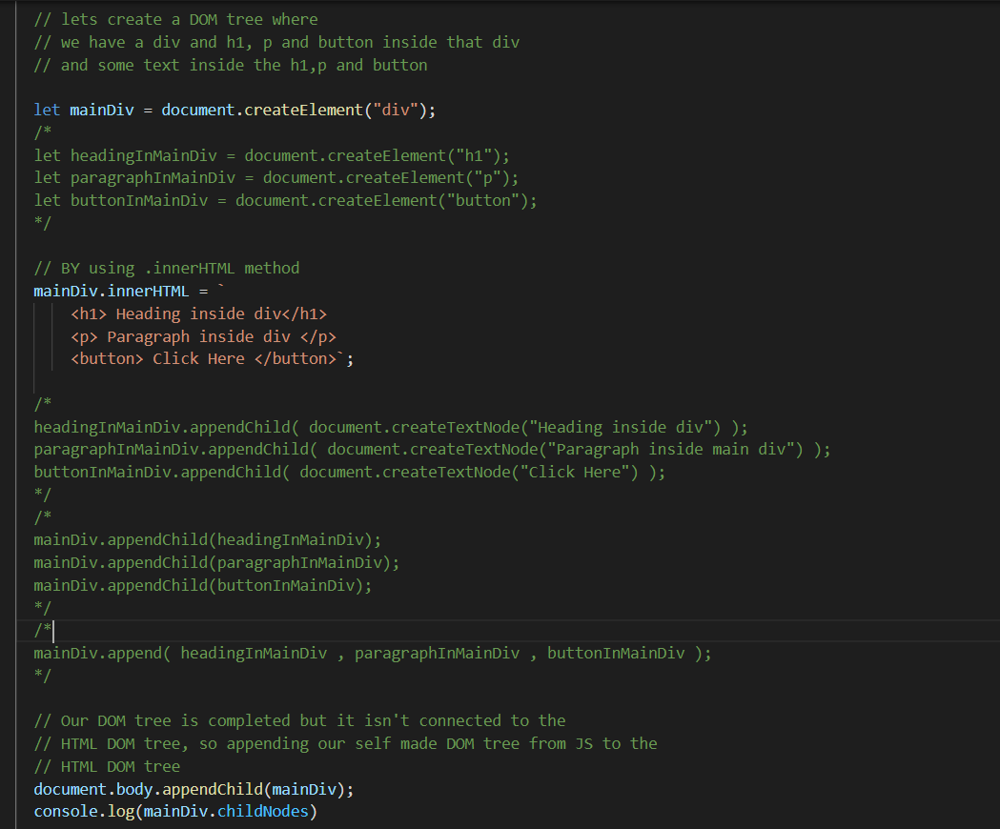 // lets create a DOM tree where
// we have a div and h1, p and button inside that div
// and some text inside the h1,p and button
let mainDiv = document.createElement("div");
/*
let headingInMainDiv = document.createElement("h1");
let paragraphInMainDiv = document.createElement("p");
let buttonInMainDiv = document.createElement("button");
*/
// BY using .innerHTML method
mainDiv.innerHTML = `
<h1> Heading inside div</h1>
<p> Paragraph inside div </p>
<button> Click Here </button>`;
/*
headingInMainDiv.appendChild( document.createTextNode("Heading inside div") );
paragraphInMainDiv.appendChild( document.createTextNode("Paragraph inside main div") );
buttonInMainDiv.appendChild( document.createTextNode("Click Here") );
*/
/*
mainDiv.appendChild(headingInMainDiv);
mainDiv.appendChild(paragraphInMainDiv);
mainDiv.appendChild(buttonInMainDiv);
*/
/*
mainDiv.append( headingInMainDiv , paragraphInMainDiv , buttonInMainDiv );
*/
// Our DOM tree is completed but it isn't connected to the
// HTML DOM tree, so appending our self made DOM tree from JS to the
// HTML DOM tree
document.body.appendChild(mainDiv);
console.log(mainDiv.childNodes)